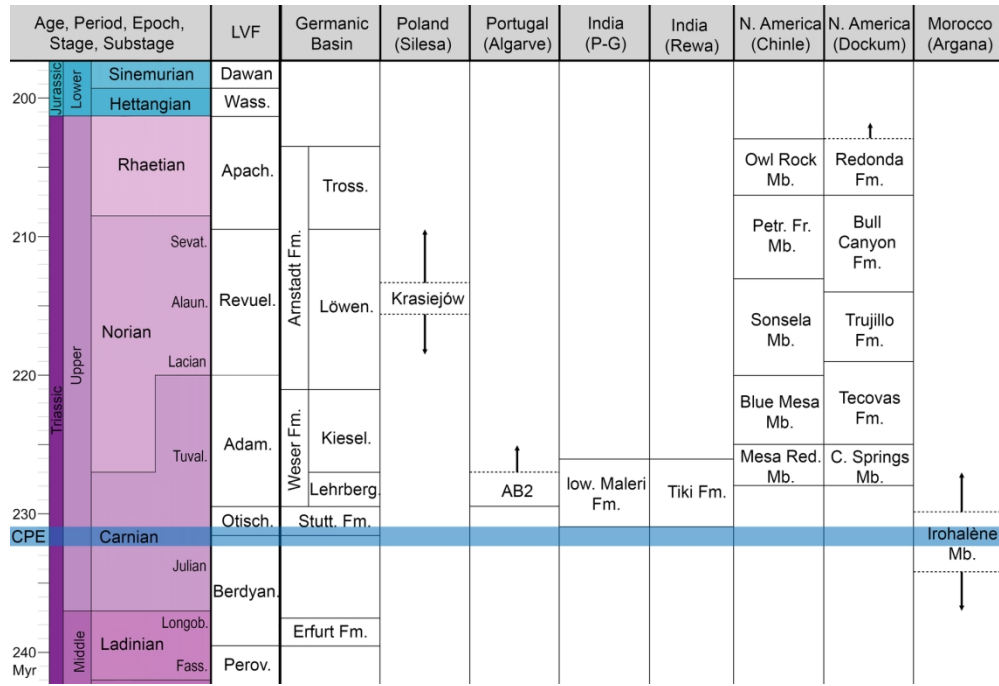 Age, Period, Epoch,
Stage, Substage
LVF
Germanic
Basin
Poland
(Silesa)
Portugal
(Algarve)
India
(P-G)
India
(Rewa)
N. America
(Chinle)
N. America
(Dockum)
Morocco
(Argana)
200
210
220
230
CPE
240
Myr
Jurassic
Triassic
Lower
Upper
Middle
Sinemurian
Hettangian
Rhaetian
Norian
Sevat.
Alaun.
Lacian
Tuval.
Carnian
Julian
Ladinian
Longob.
Fass.
Dawan
Wass.
Apach.
Revuel.
Adam.
Otisch.
Berdyan.
Perov.
Arnstadt Fm.
Tross.
Löwen.
Weser Fm.
Kiesel.
Lehrberg.
Stutt. Fm.
Erfurt Fm.
Krasiejów
AB2
low. Maleri
Fm.
Tiki Fm.
Owl Rock
Mb.
Petr. Fr.
Mb.
Sonsela
Mb.
Blue Mesa
Mb.
Mesa Red.
Mb.
Redonda
Fm.
Bull
Canyon
Fm.
Trujillo
Fm.
Tecovas
Fm.
C. Springs
Mb.
Irohalène
Mb.